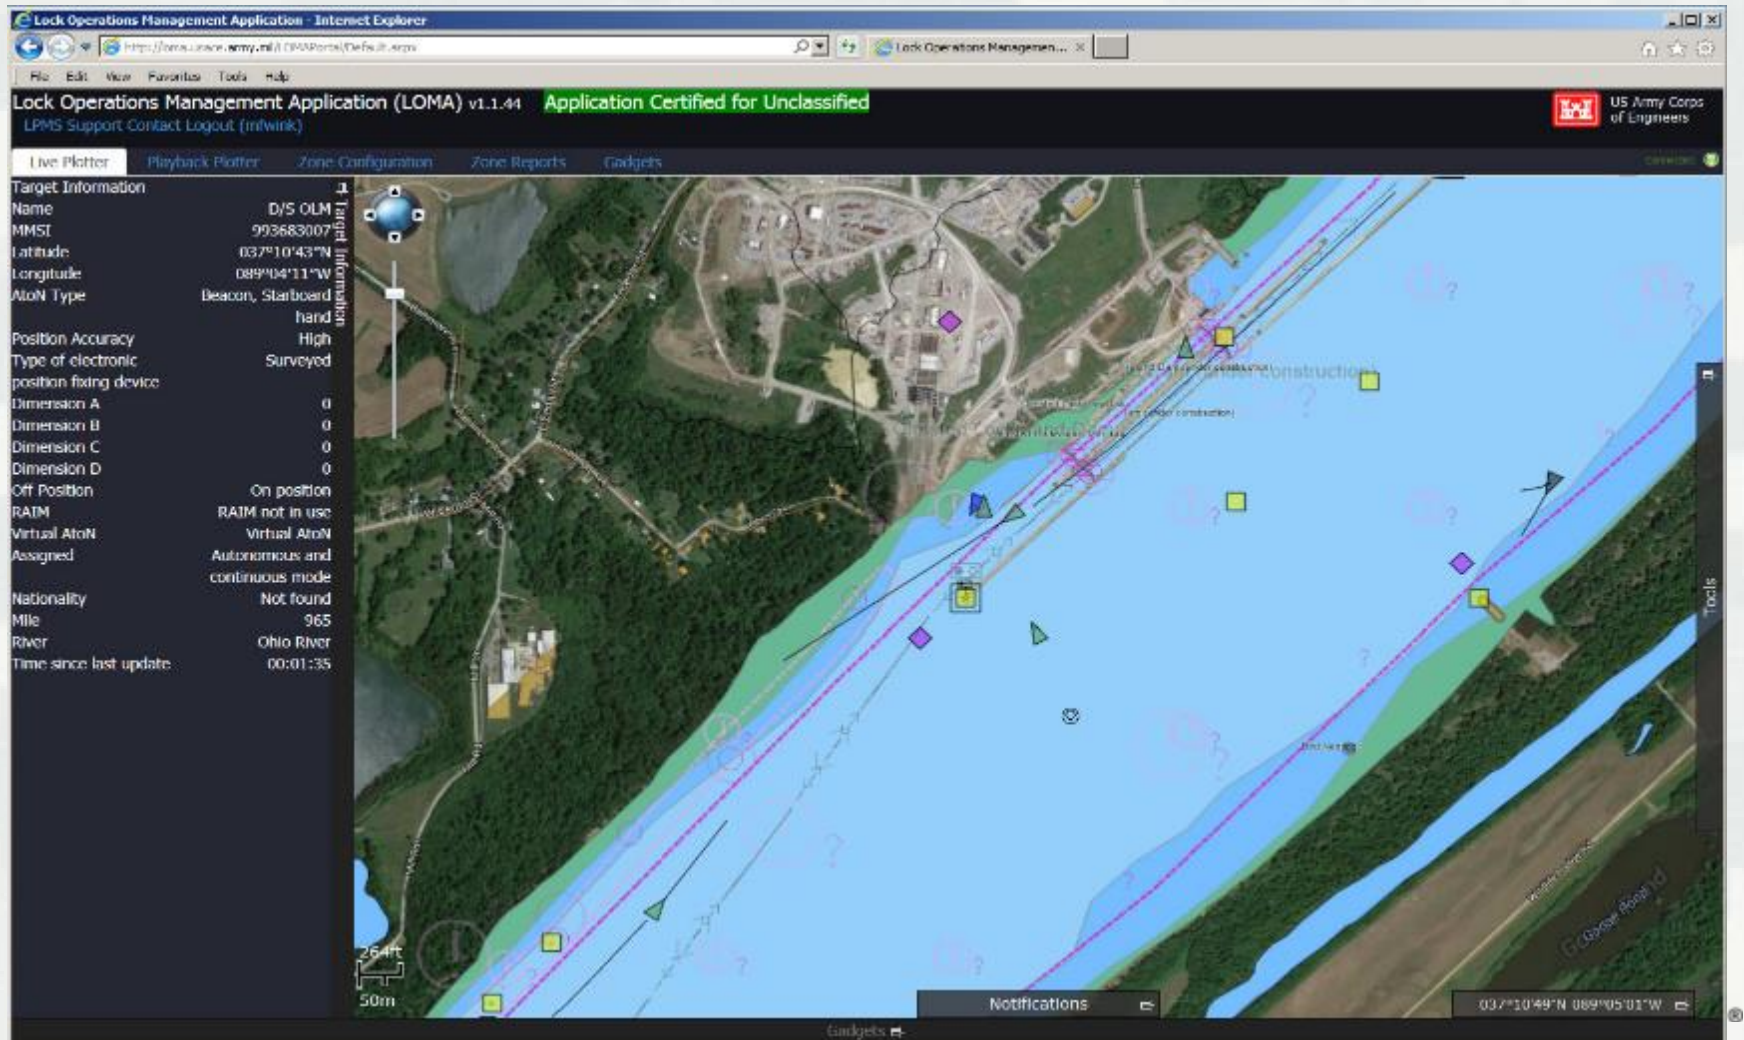 Lock Operations Management Application - Internet Explorer
Lock Operations Managemen... ×
File Edit View Favorites Tools Help
Lock Operations Management Application (LOMA) v1.1.44 Application Certified for Unclassified
US Army Corps
of Engineers
LPMS Support Contact Logout (mfwink)
Live Plotter Playback Plotter Zone Configuration Zone Reports Gadgets
Target Information
Name D/S OLM
MMSI 993683007
Latitude 037°10'43"N
Longitude 089°04'11"W
AtoN Type Beacon, Starboard
hand
Position Accuracy High
Type of electronic Surveyed
position fixing device
Dimension A 0
Dimension B 0
Dimension C 0
Dimension D 0
Off Position On position
RAIM RAIM not in use
Virtual AtoN Virtual AtoN
Assigned Autonomous and
continuous mode
Nationality Not found
Mile 965
River Ohio River
Time since last update 00:01:35
Target Information
under construction)
Tools
264ft
50m
Notifications
037°10'49"N 089°05'01"W
Gadgets
®